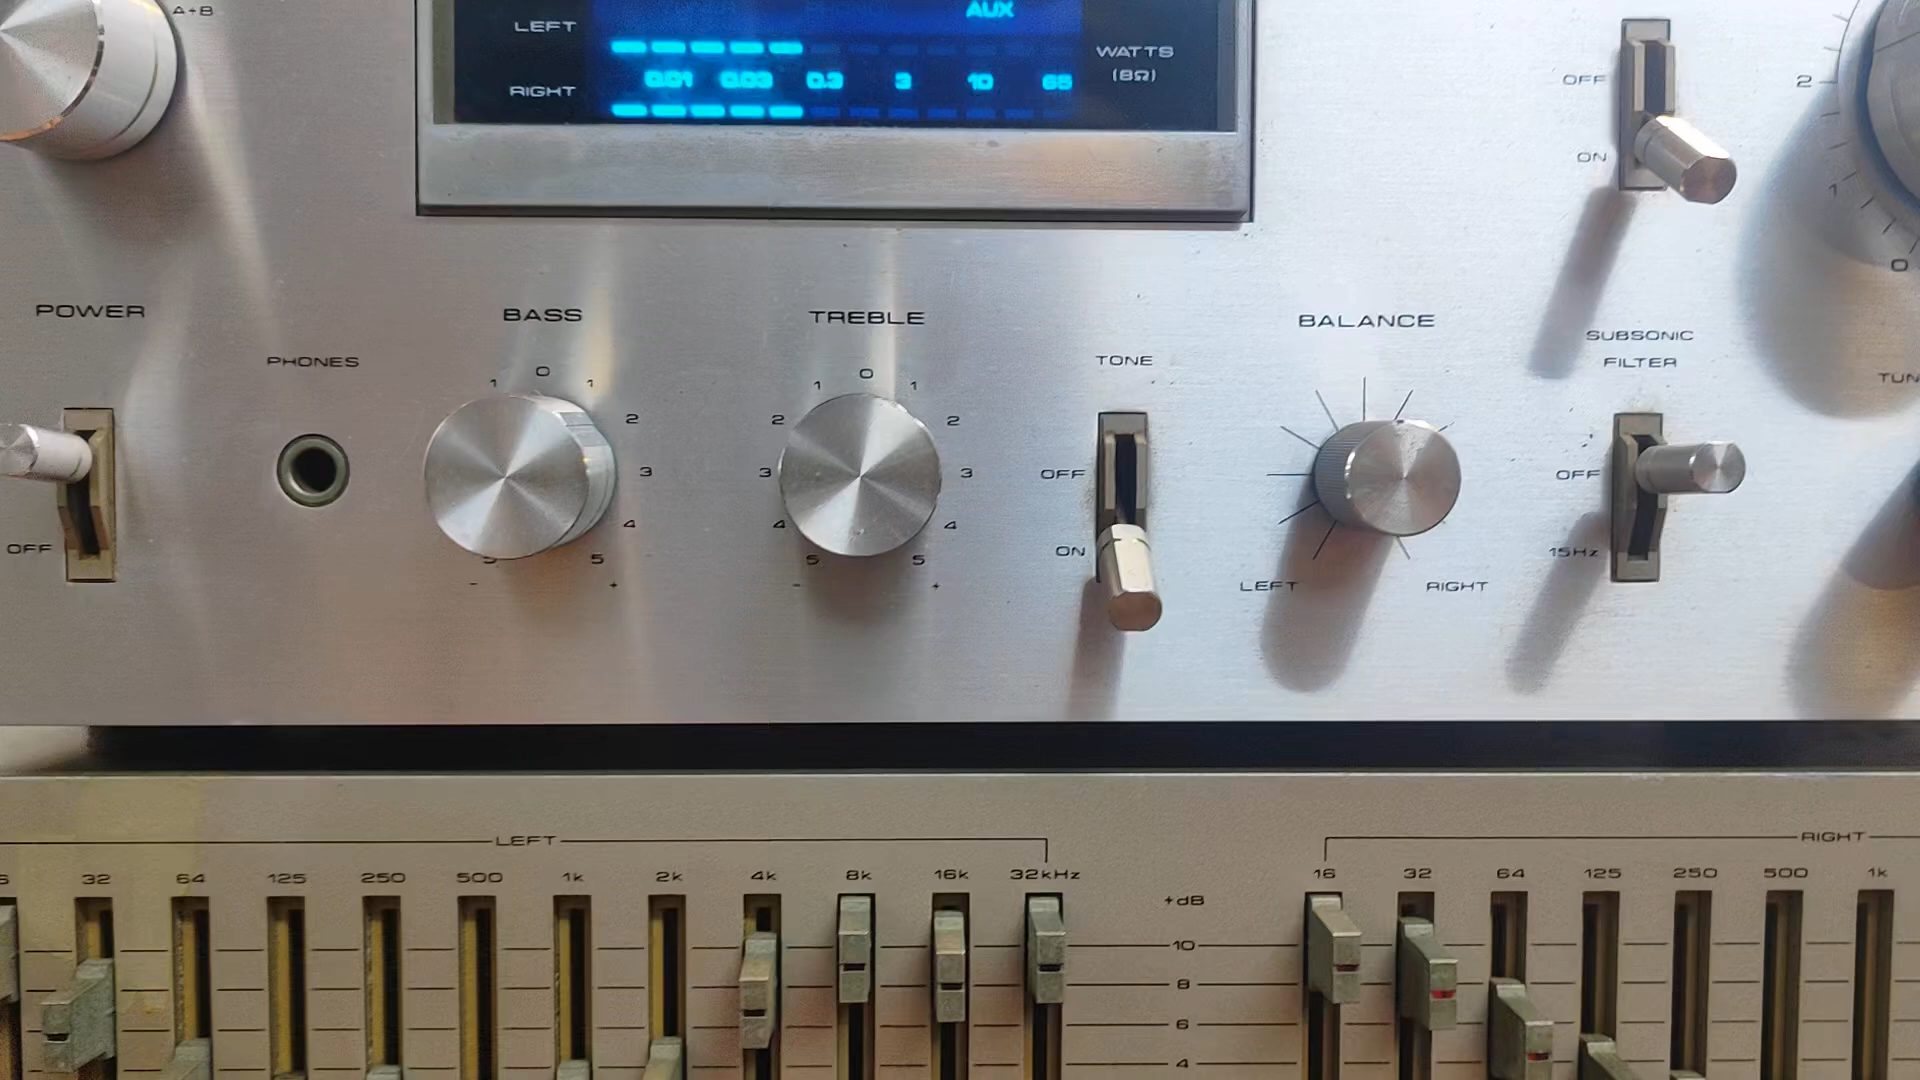 A+B
AUX
LEFT
WATTS
(8Ω)
0.01 0.03 0.3 3 10 65
RIGHT
OFF
ON
2
1
0
POWER
OFF
PHONES
BASS
1 0 1
2
3
4
5 5
- +
TREBLE
1 0 1
2 2
3 3
4 4
5 5
- +
TONE
OFF
ON
BALANCE
LEFT RIGHT
SUBSONIC
FILTER
OFF
15Hz
TUN
LEFT
RIGHT
32 64 125 250 500 1k 2k 4k 8k 16k 32kHz
16 32 64 125 250 500 1k
+dB
10
8
6
4